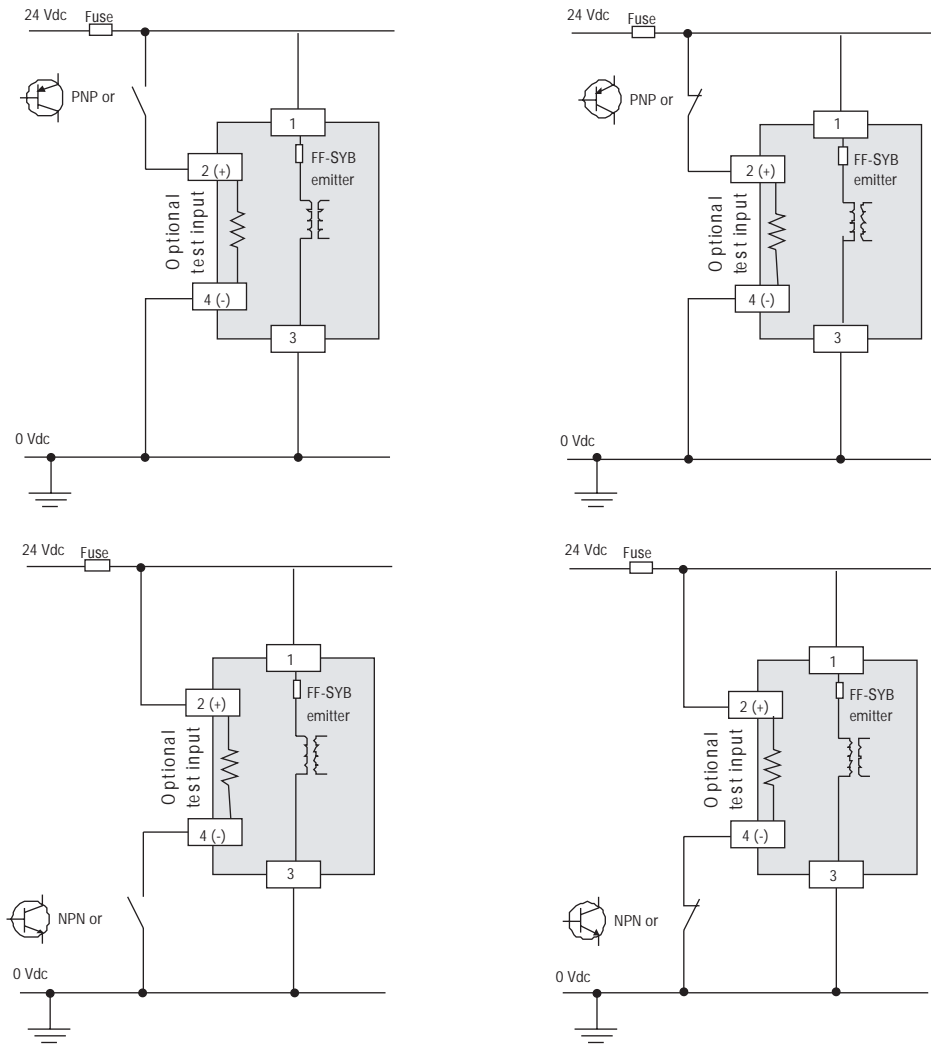 24 Vdc Fuse
PNP or
1
2 (+)
FF-SYB
emitter
Optional
test input
4 (-)
3
0 Vdc
24 Vdc Fuse
PNP or
1
2 (+)
FF-SYB
emitter
Optional
test input
4 (-)
3
0 Vdc
24 Vdc Fuse
1
2 (+)
FF-SYB
emitter
Optional
test input
4 (-)
3
NPN or
0 Vdc
24 Vdc Fuse
1
2 (+)
FF-SYB
emitter
Optional
test input
4 (-)
3
NPN or
0 Vdc